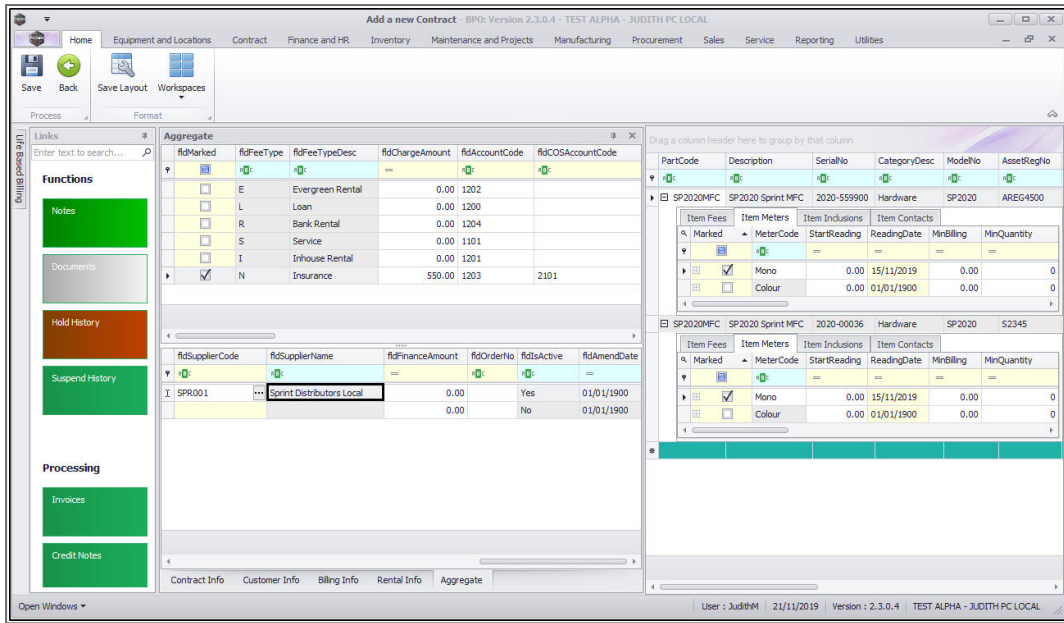 Add a new Contract - BPO: Version 2.3.0.4 - TEST ALPHA - JUDITH PC LOCAL
Home Equipment and Locations Contract Finance and HR Inventory Maintenance and Projects Manufacturing Procurement Sales Service Reporting Utilities
Save Back Save Layout Workspaces
Process Format
Life Based Billing
Links
Enter text to search...
Functions
Notes
Documents
Hold History
Suspend History
Processing
Invoices
Credit Notes
Aggregate
fldMarked fldFeeType fldFeeTypeDesc fldChargeAmount fldAccountCode fldCOSAccountCode
E Evergreen Rental 0.00 1202
L Loan 0.00 1200
R Bank Rental 0.00 1204
S Service 0.00 1101
I Inhouse Rental 0.00 1201
N Insurance 550.00 1203 2101
fldSupplierCode fldSupplierName fldFinanceAmount fldOrderNo fldIsActive fldAmendDate
SPR001 ... Sprint Distributors Local 0.00 Yes 01/01/1900
0.00 No 01/01/1900
Contract Info Customer Info Billing Info Rental Info Aggregate
Drag a column header here to group by that column
PartCode Description SerialNo CategoryDesc ModelNo AssetRegNo
SP2020MFC SP2020 Sprint MFC 2020-559900 Hardware SP2020 AREG4500
Item Fees Item Meters Item Inclusions Item Contacts
Marked MeterCode StartReading ReadingDate MinBilling MinQuantity
Mono 0.00 15/11/2019 0.00 0
Colour 0.00 01/01/1900 0.00 0
SP2020MFC SP2020 Sprint MFC 2020-00036 Hardware SP2020 S2345
Item Fees Item Meters Item Inclusions Item Contacts
Marked MeterCode StartReading ReadingDate MinBilling MinQuantity
Mono 0.00 15/11/2019 0.00 0
Colour 0.00 01/01/1900 0.00 0
Open Windows User : JudithM 21/11/2019 Version : 2.3.0.4 TEST ALPHA - JUDITH PC LOCAL